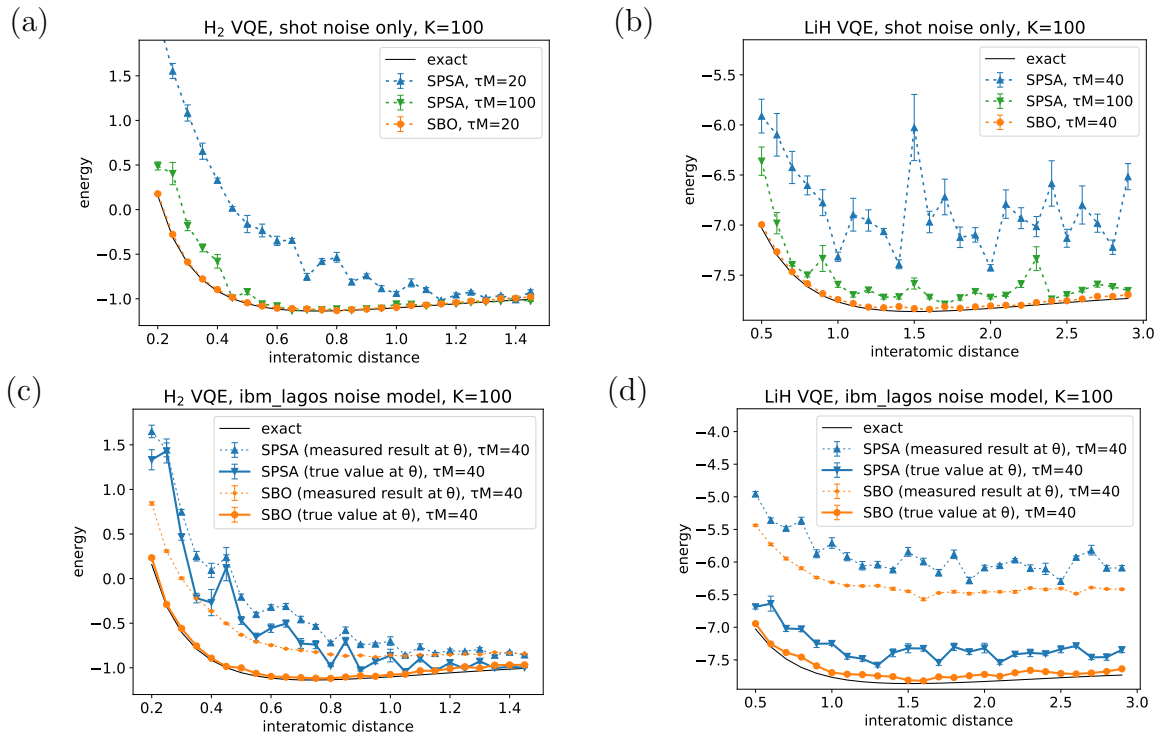 (a)
H₂ VQE, shot noise only, K=100
exact
SPSA, τM=20
SPSA, τM=100
SBO, τM=20
energy
1.5
1.0
0.5
0.0
−0.5
−1.0
0.2 0.4 0.6 0.8 1.0 1.2 1.4
interatomic distance
(b)
LiH VQE, shot noise only, K=100
exact
SPSA, τM=40
SPSA, τM=100
SBO, τM=40
energy
−5.5
−6.0
−6.5
−7.0
−7.5
0.5 1.0 1.5 2.0 2.5 3.0
interatomic distance
(c)
H₂ VQE, ibm_lagos noise model, K=100
exact
SPSA (measured result at θ), τM=40
SPSA (true value at θ), τM=40
SBO (measured result at θ), τM=40
SBO (true value at θ), τM=40
energy
1.5
1.0
0.5
0.0
−0.5
−1.0
0.2 0.4 0.6 0.8 1.0 1.2 1.4
interatomic distance
(d)
LiH VQE, ibm_lagos noise model, K=100
exact
SPSA (measured result at θ), τM=40
SPSA (true value at θ), τM=40
SBO (measured result at θ), τM=40
SBO (true value at θ), τM=40
energy
−4.0
−4.5
−5.0
−5.5
−6.0
−6.5
−7.0
−7.5
0.5 1.0 1.5 2.0 2.5 3.0
interatomic distance